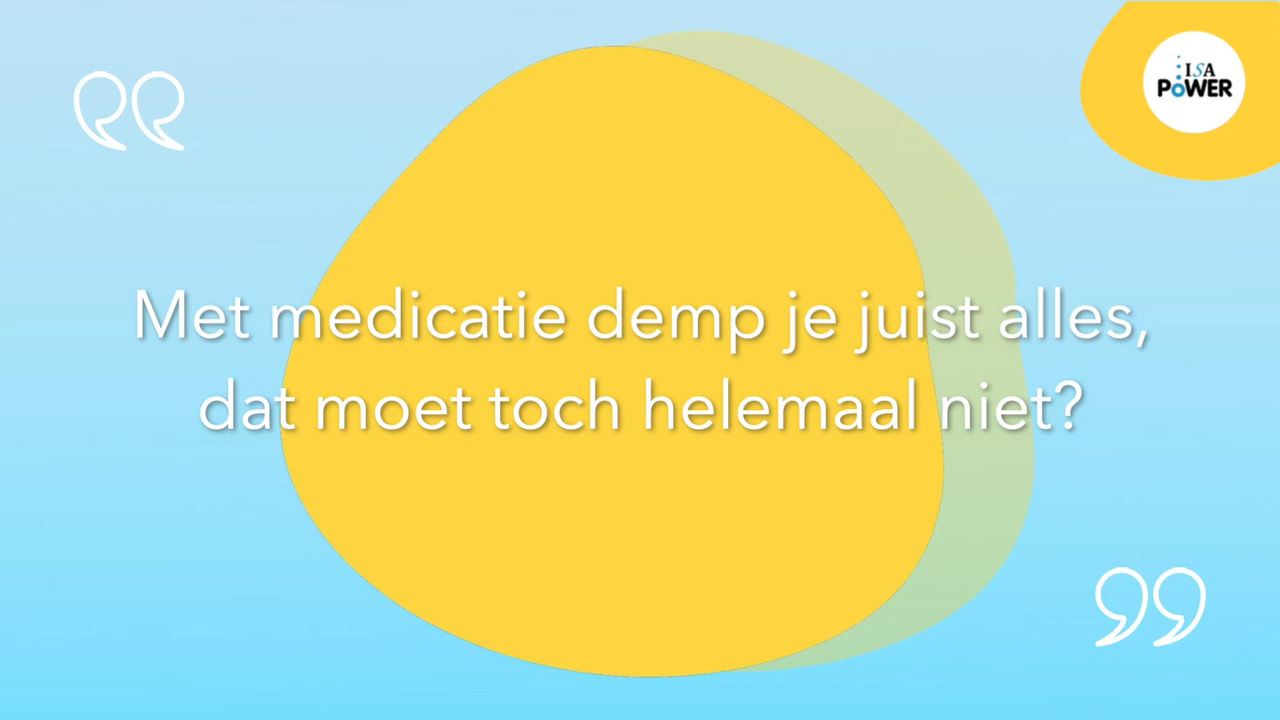 ISA
POWER
Met medicatie demp je juist alles,
dat moet toch helemaal niet?